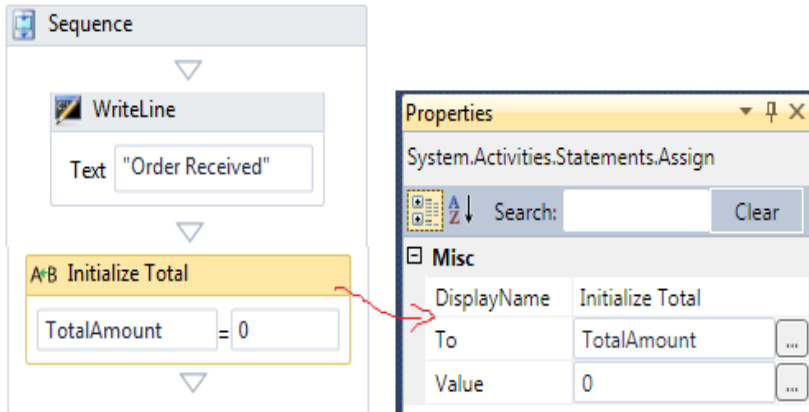 Sequence
WriteLine
Text "Order Received"
A+B Initialize Total
TotalAmount = 0
Properties
System.Activities.Statements.Assign
A Z Search: Clear
Misc
DisplayName Initialize Total
To TotalAmount ...
Value 0 ...